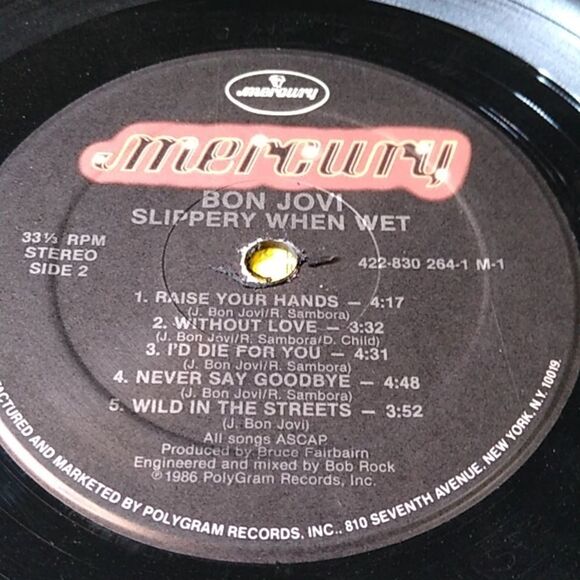 mercury
mercury
BON JOVI
SLIPPERY WHEN WET
33⅓ RPM
STEREO
SIDE 2
422-830 264-1 M-1
1. RAISE YOUR HANDS — 4:17
(J. Bon Jovi/R. Sambora)
2. WITHOUT LOVE — 3:32
(J. Bon Jovi/R. Sambora/D. Child)
3. I'D DIE FOR YOU — 4:31
(J. Bon Jovi/R. Sambora)
4. NEVER SAY GOODBYE — 4:48
(J. Bon Jovi/R. Sambora)
5. WILD IN THE STREETS — 3:52
(J. Bon Jovi)
All songs ASCAP
Produced by Bruce Fairbairn
Engineered and mixed by Bob Rock
℗1986 PolyGram Records, Inc.
AND MARKETED BY POLYGRAM RECORDS, INC., 810 SEVENTH AVENUE, NEW YORK, N.Y. 10019.